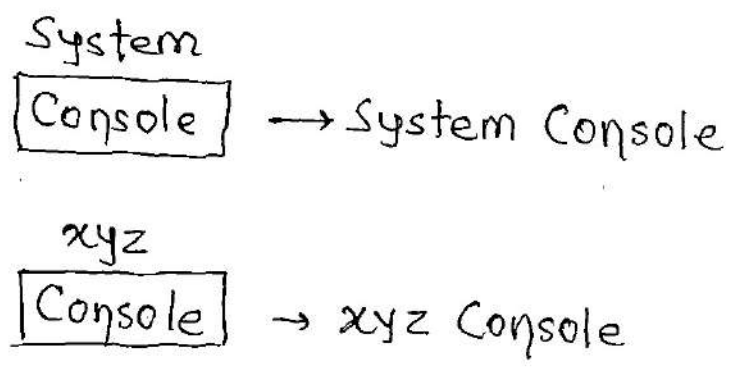 System
Console → System Console
xyz
Console → xyz Console